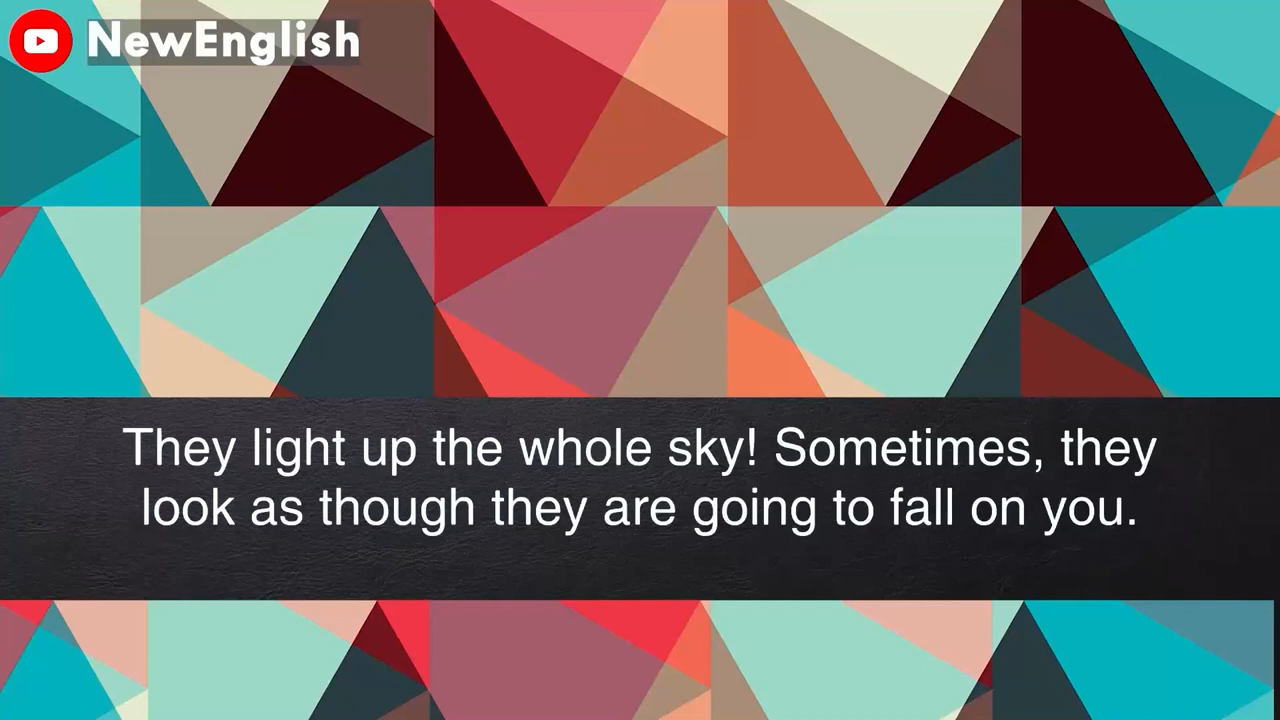 NewEnglish
They light up the whole sky! Sometimes, they
look as though they are going to fall on you.